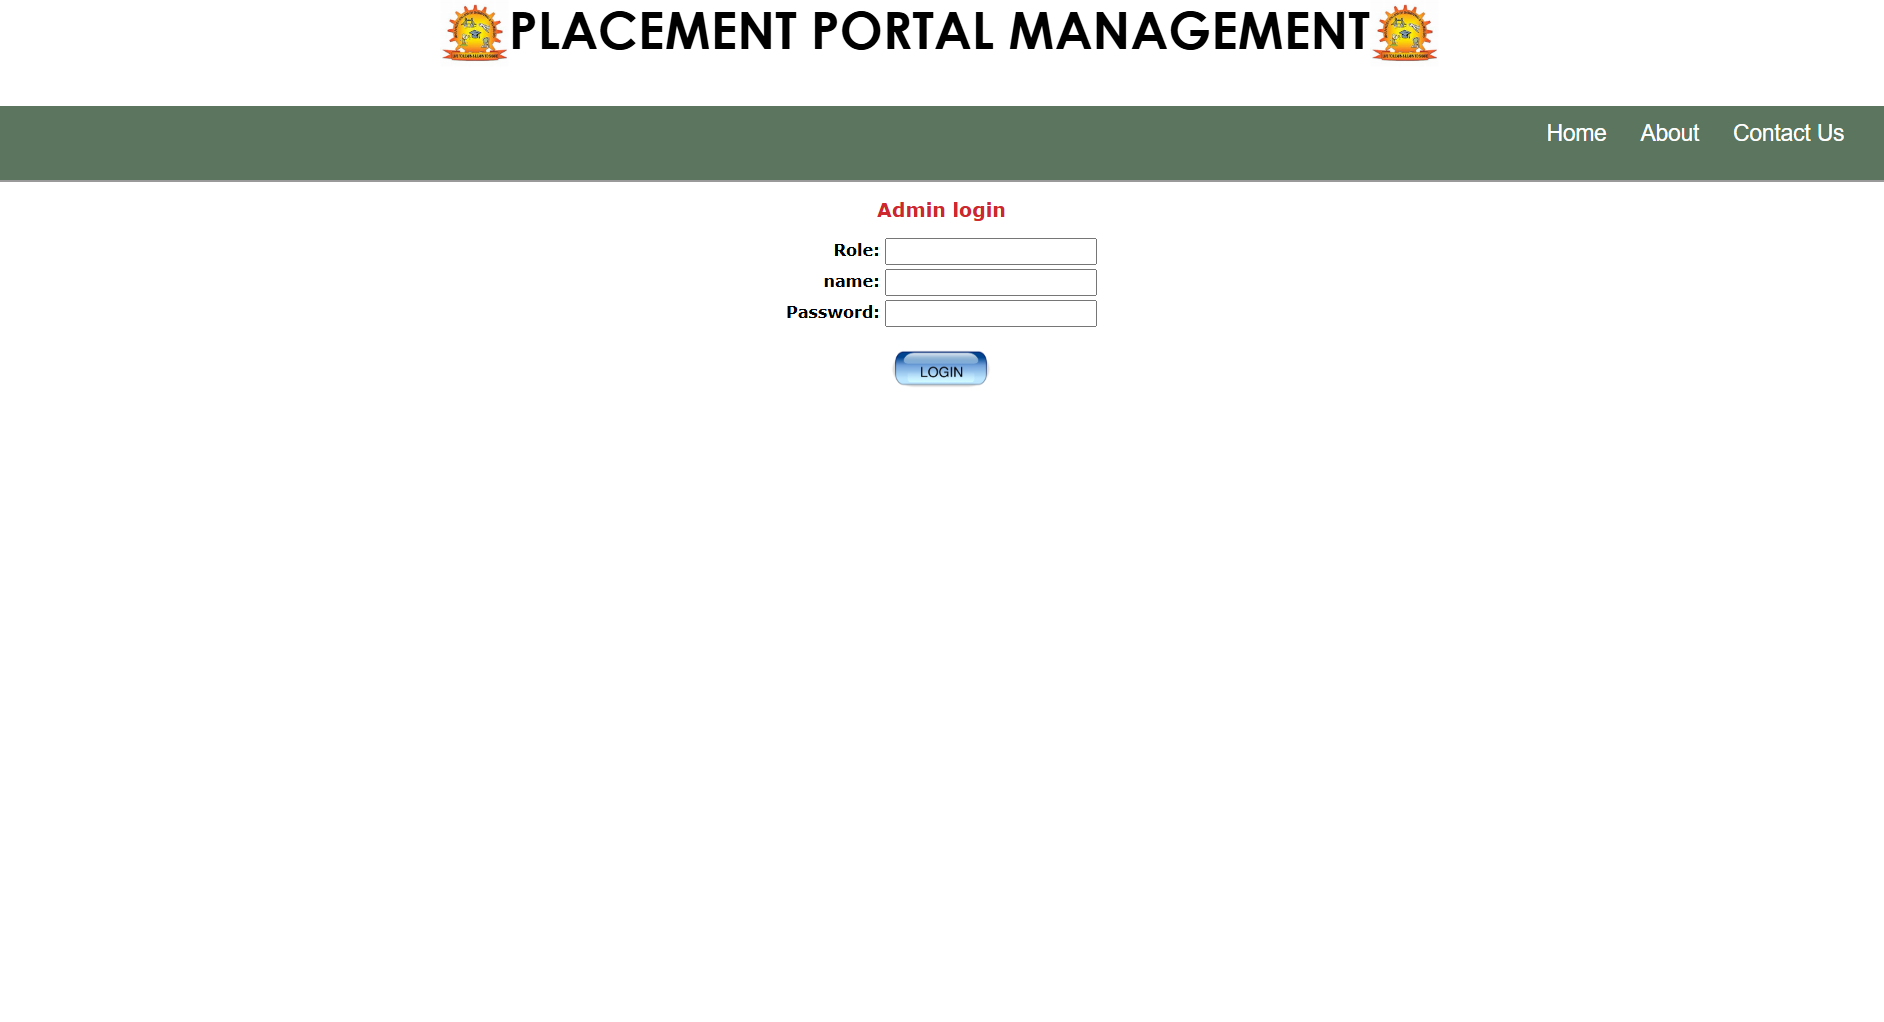 PLACEMENT PORTAL MANAGEMENT
Home About Contact Us
Admin login
Role:
name:
Password:
LOGIN